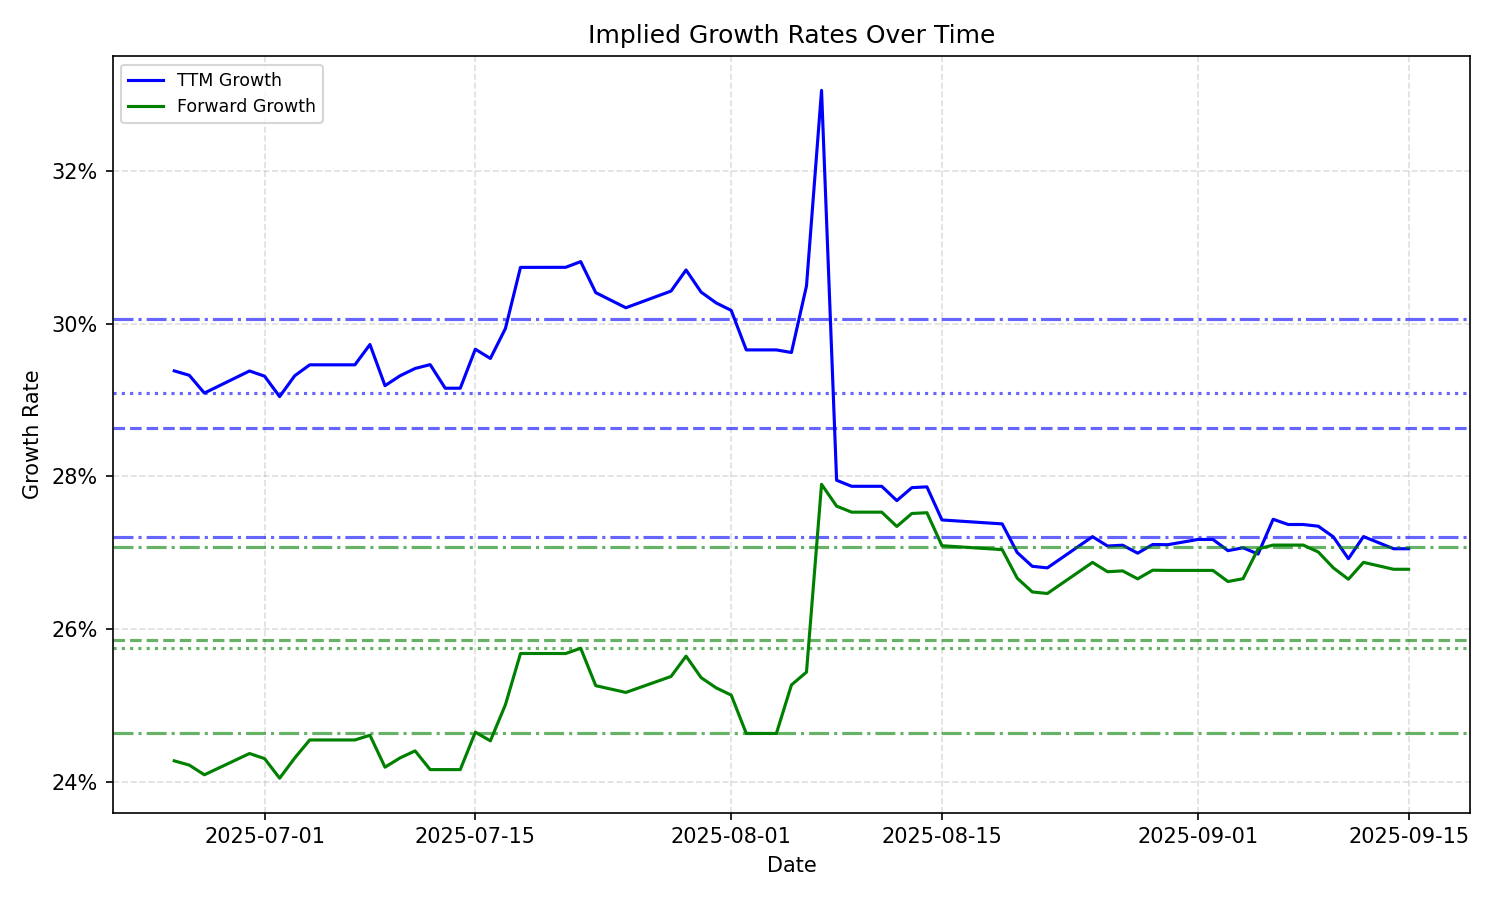 Implied Growth Rates Over Time
TTM Growth
Forward Growth
Growth Rate
32%
30%
28%
26%
24%
2025-07-01
2025-07-15
2025-08-01
2025-08-15
2025-09-01
2025-09-15
Date